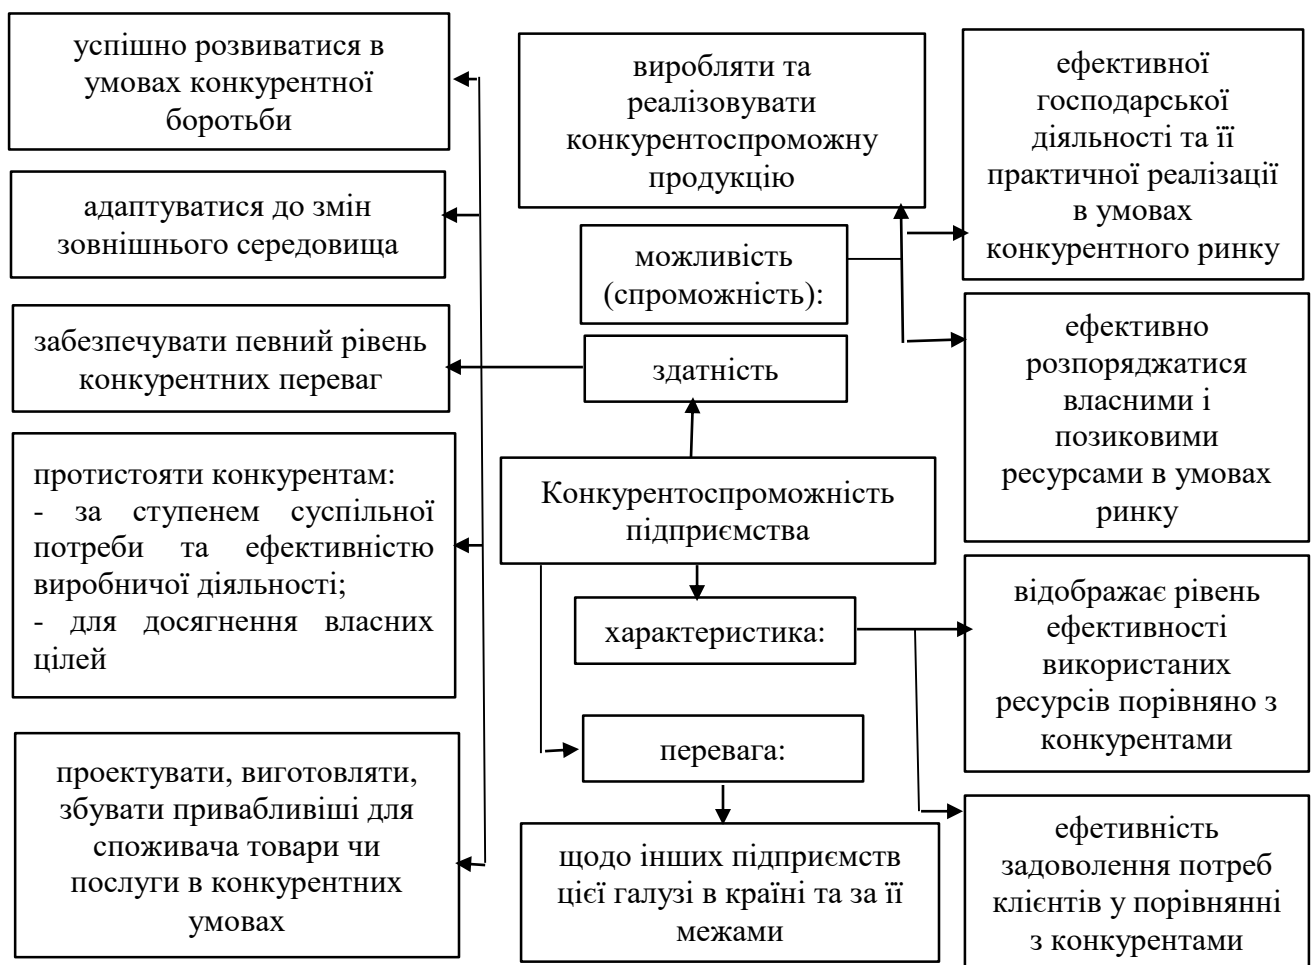 успішно розвиватися в
умовах конкурентної
боротьби
адаптуватися до змін
зовнішнього середовища
забезпечувати певний рівень
конкурентних переваг
протистояти конкурентам:
- за ступенем суспільної
потреби та ефективністю
виробничої діяльності;
- для досягнення власних
цілей
проектувати, виготовляти,
збувати привабливіші для
споживача товари чи
послуги в конкурентних
умовах
виробляти та
реалізовувати
конкурентоспроможну
продукцію
можливість
(спроможність):
здатність
Конкурентоспроможність
підприємства
характеристика:
перевага:
щодо інших підприємств
цієї галузі в країні та за її
межами
ефективної
господарської
діяльності та її
практичної реалізації
в умовах
конкурентного ринку
ефективно
розпоряджатися
власними і
позиковими
ресурсами в умовах
ринку
відображає рівень
ефективності
використаних
ресурсів порівняно з
конкурентами
ефетивність
задоволення потреб
клієнтів у порівнянні
з конкурентами